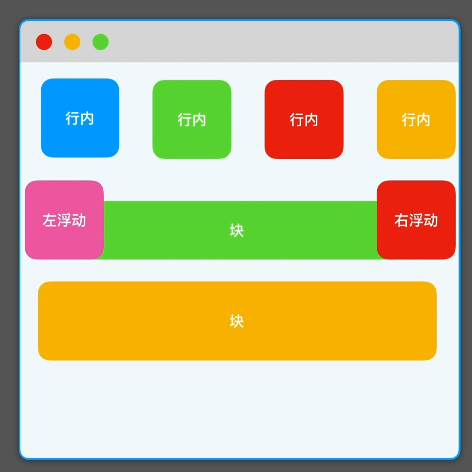 行内 行内 行内 行内
左浮动 块 右浮动
块